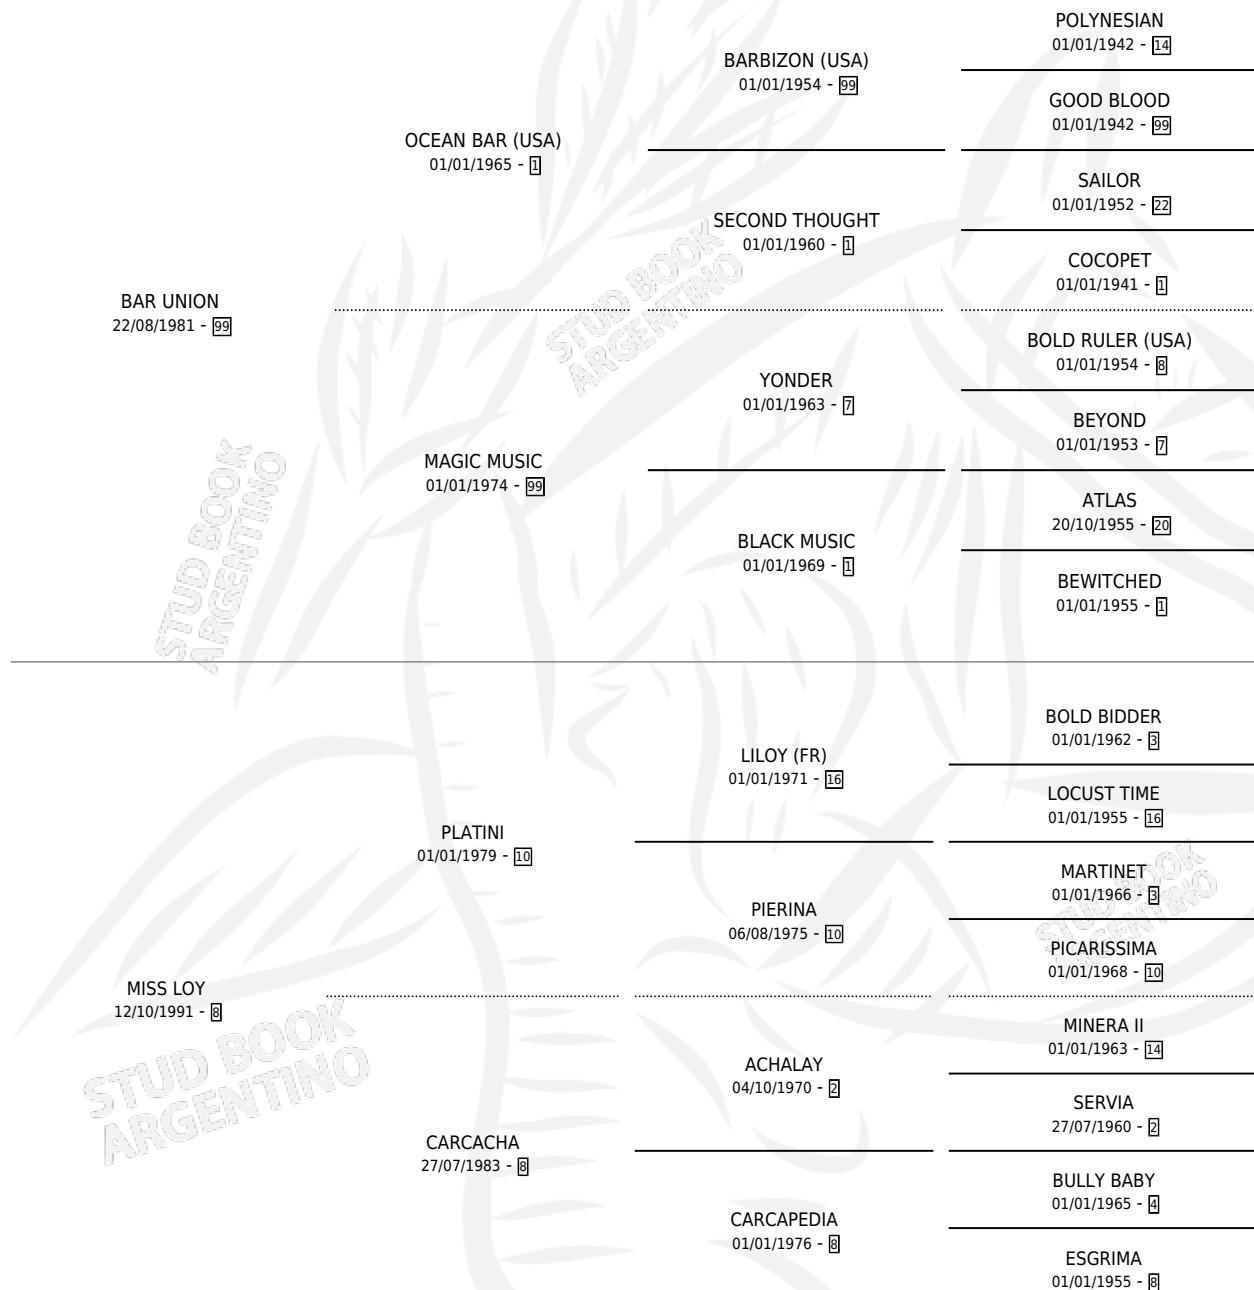 POLYNESIAN
01/01/1942 - 14
BARBIZON (USA)
01/01/1954 - 99
GOOD BLOOD
01/01/1942 - 99
OCEAN BAR (USA)
01/01/1965 - 1
SAILOR
01/01/1952 - 22
SECOND THOUGHT
01/01/1960 - 1
COCOPET
01/01/1941 - 1
BAR UNION
22/08/1981 - 99
BOLD RULER (USA)
01/01/1954 - 8
YONDER
01/01/1963 - 7
BEYOND
01/01/1953 - 7
MAGIC MUSIC
01/01/1974 - 99
ATLAS
20/10/1955 - 20
BLACK MUSIC
01/01/1969 - 1
BEWITCHED
01/01/1955 - 1
BOLD BIDDER
01/01/1962 - 3
LILOY (FR)
01/01/1971 - 16
LOCUST TIME
01/01/1955 - 16
PLATINI
01/01/1979 - 10
MARTINET
01/01/1966 - 3
PIERINA
06/08/1975 - 10
PICARISSIMA
01/01/1968 - 10
MISS LOY
12/10/1991 - 8
MINERA II
01/01/1963 - 14
ACHALAY
04/10/1970 - 2
SERVIA
27/07/1960 - 2
CARCACHA
27/07/1983 - 8
BULLY BABY
01/01/1965 - 4
CARCAPEDIA
01/01/1976 - 8
ESGRIMA
01/01/1955 - 8
STUD BOOK
ARGENTINO
STUD BOOK
ARGENTINO
STUD BOOK
ARGENTINO
STUD BOOK
ARGENTINO